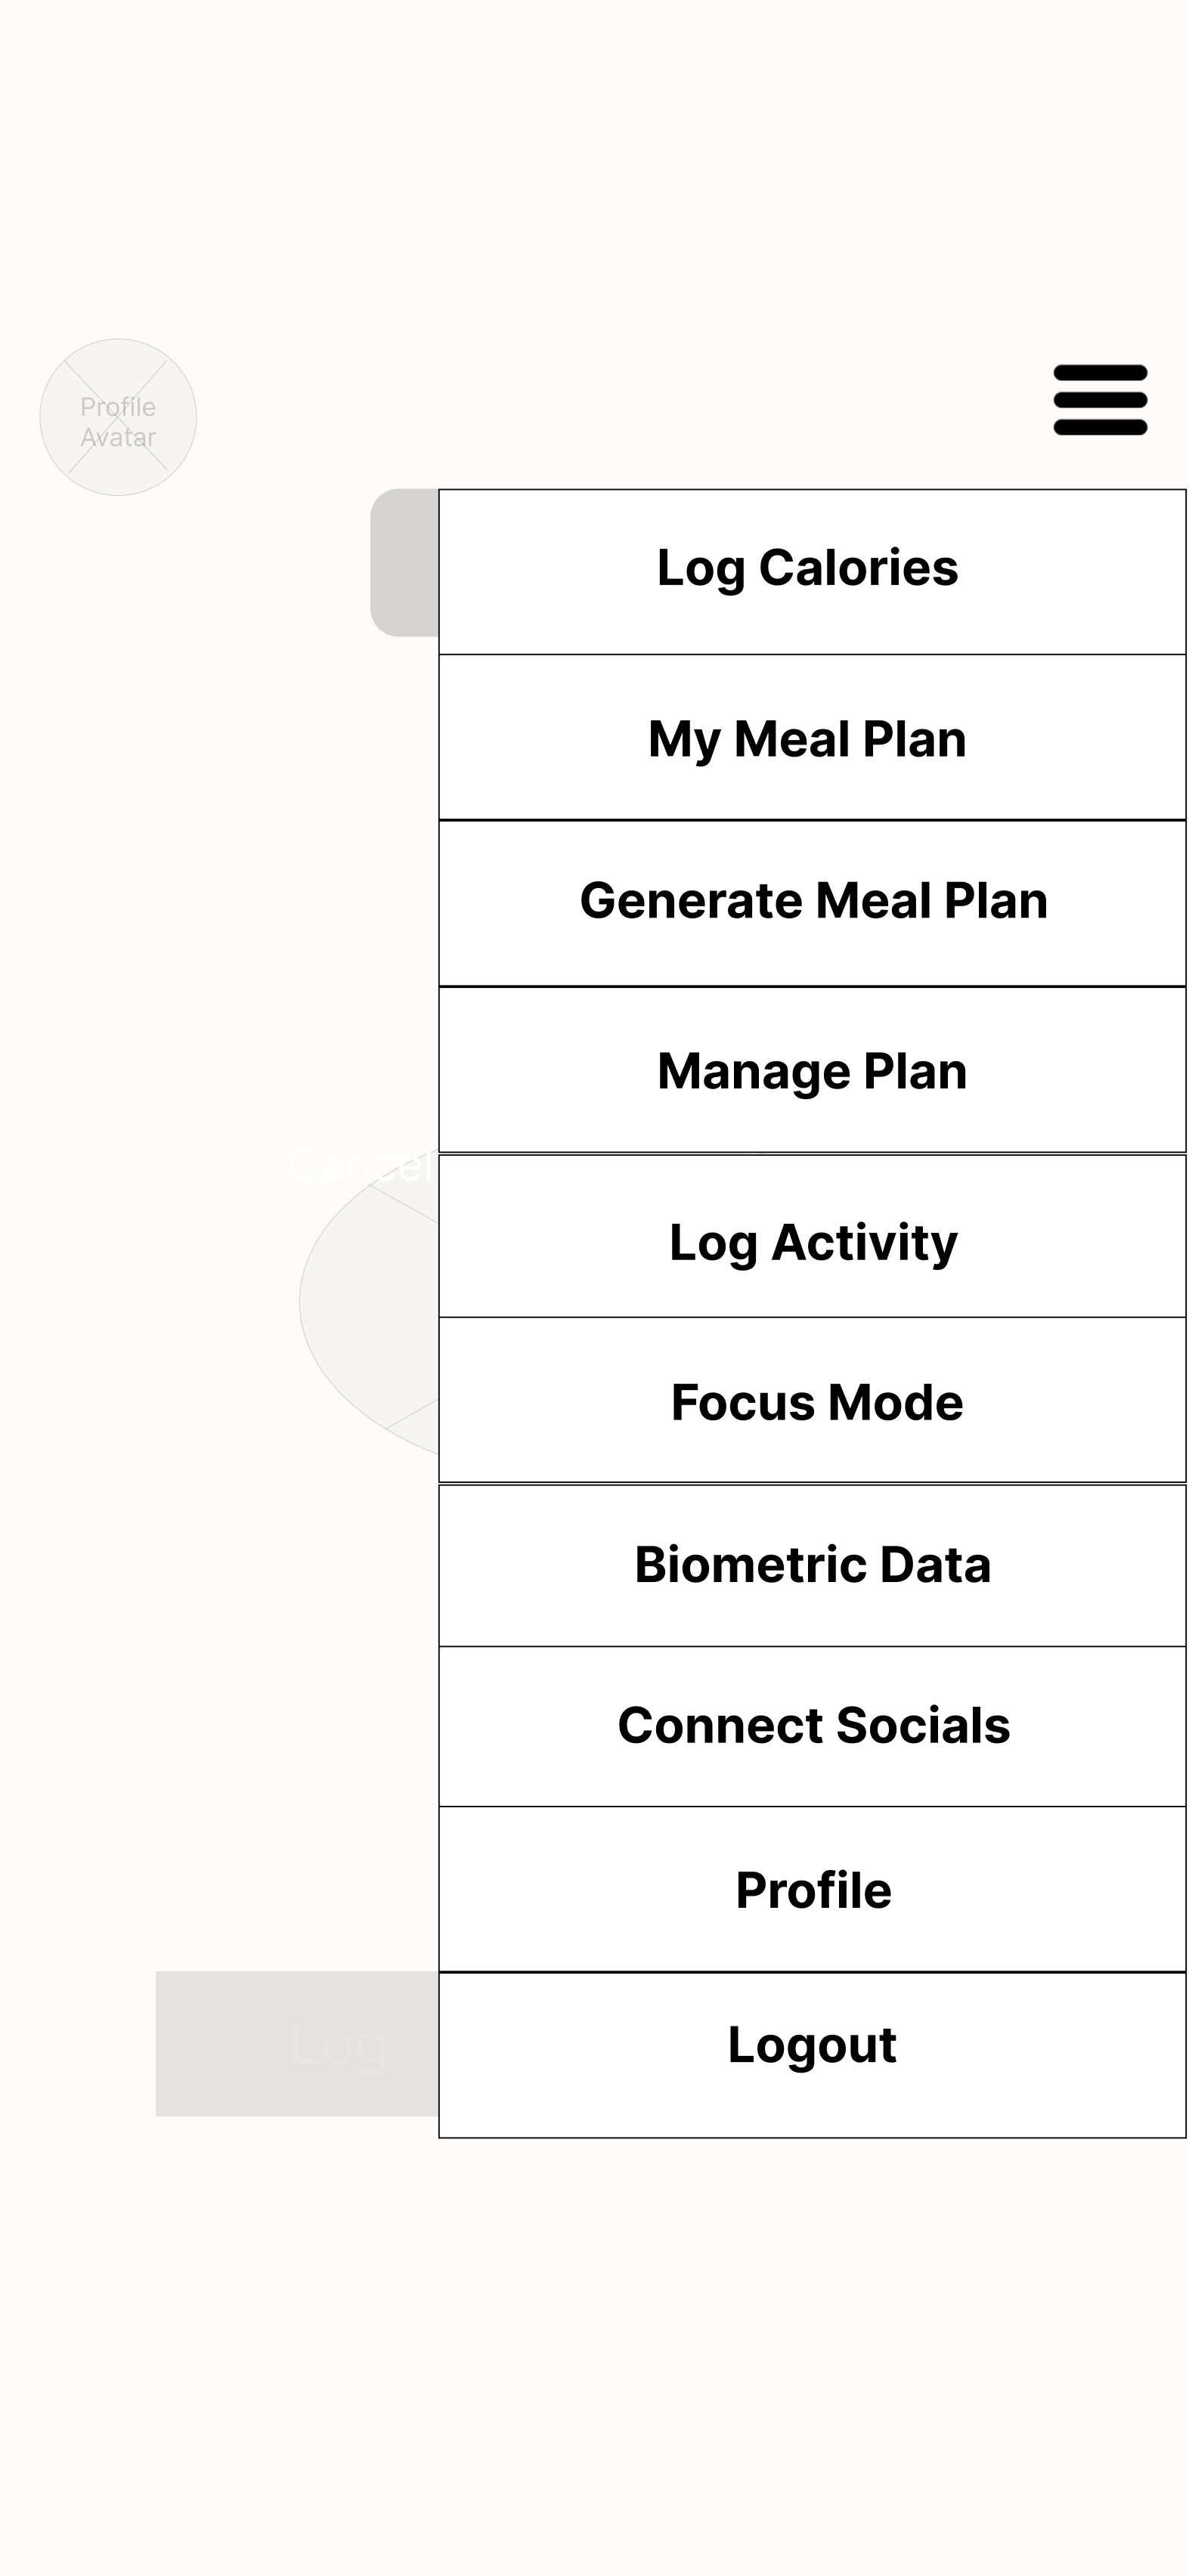 Profile
Avatar
Log Calories
My Meal Plan
Generate Meal Plan
Manage Plan
Cancel
Log Activity
Focus Mode
Biometric Data
Connect Socials
Profile
Log
Logout